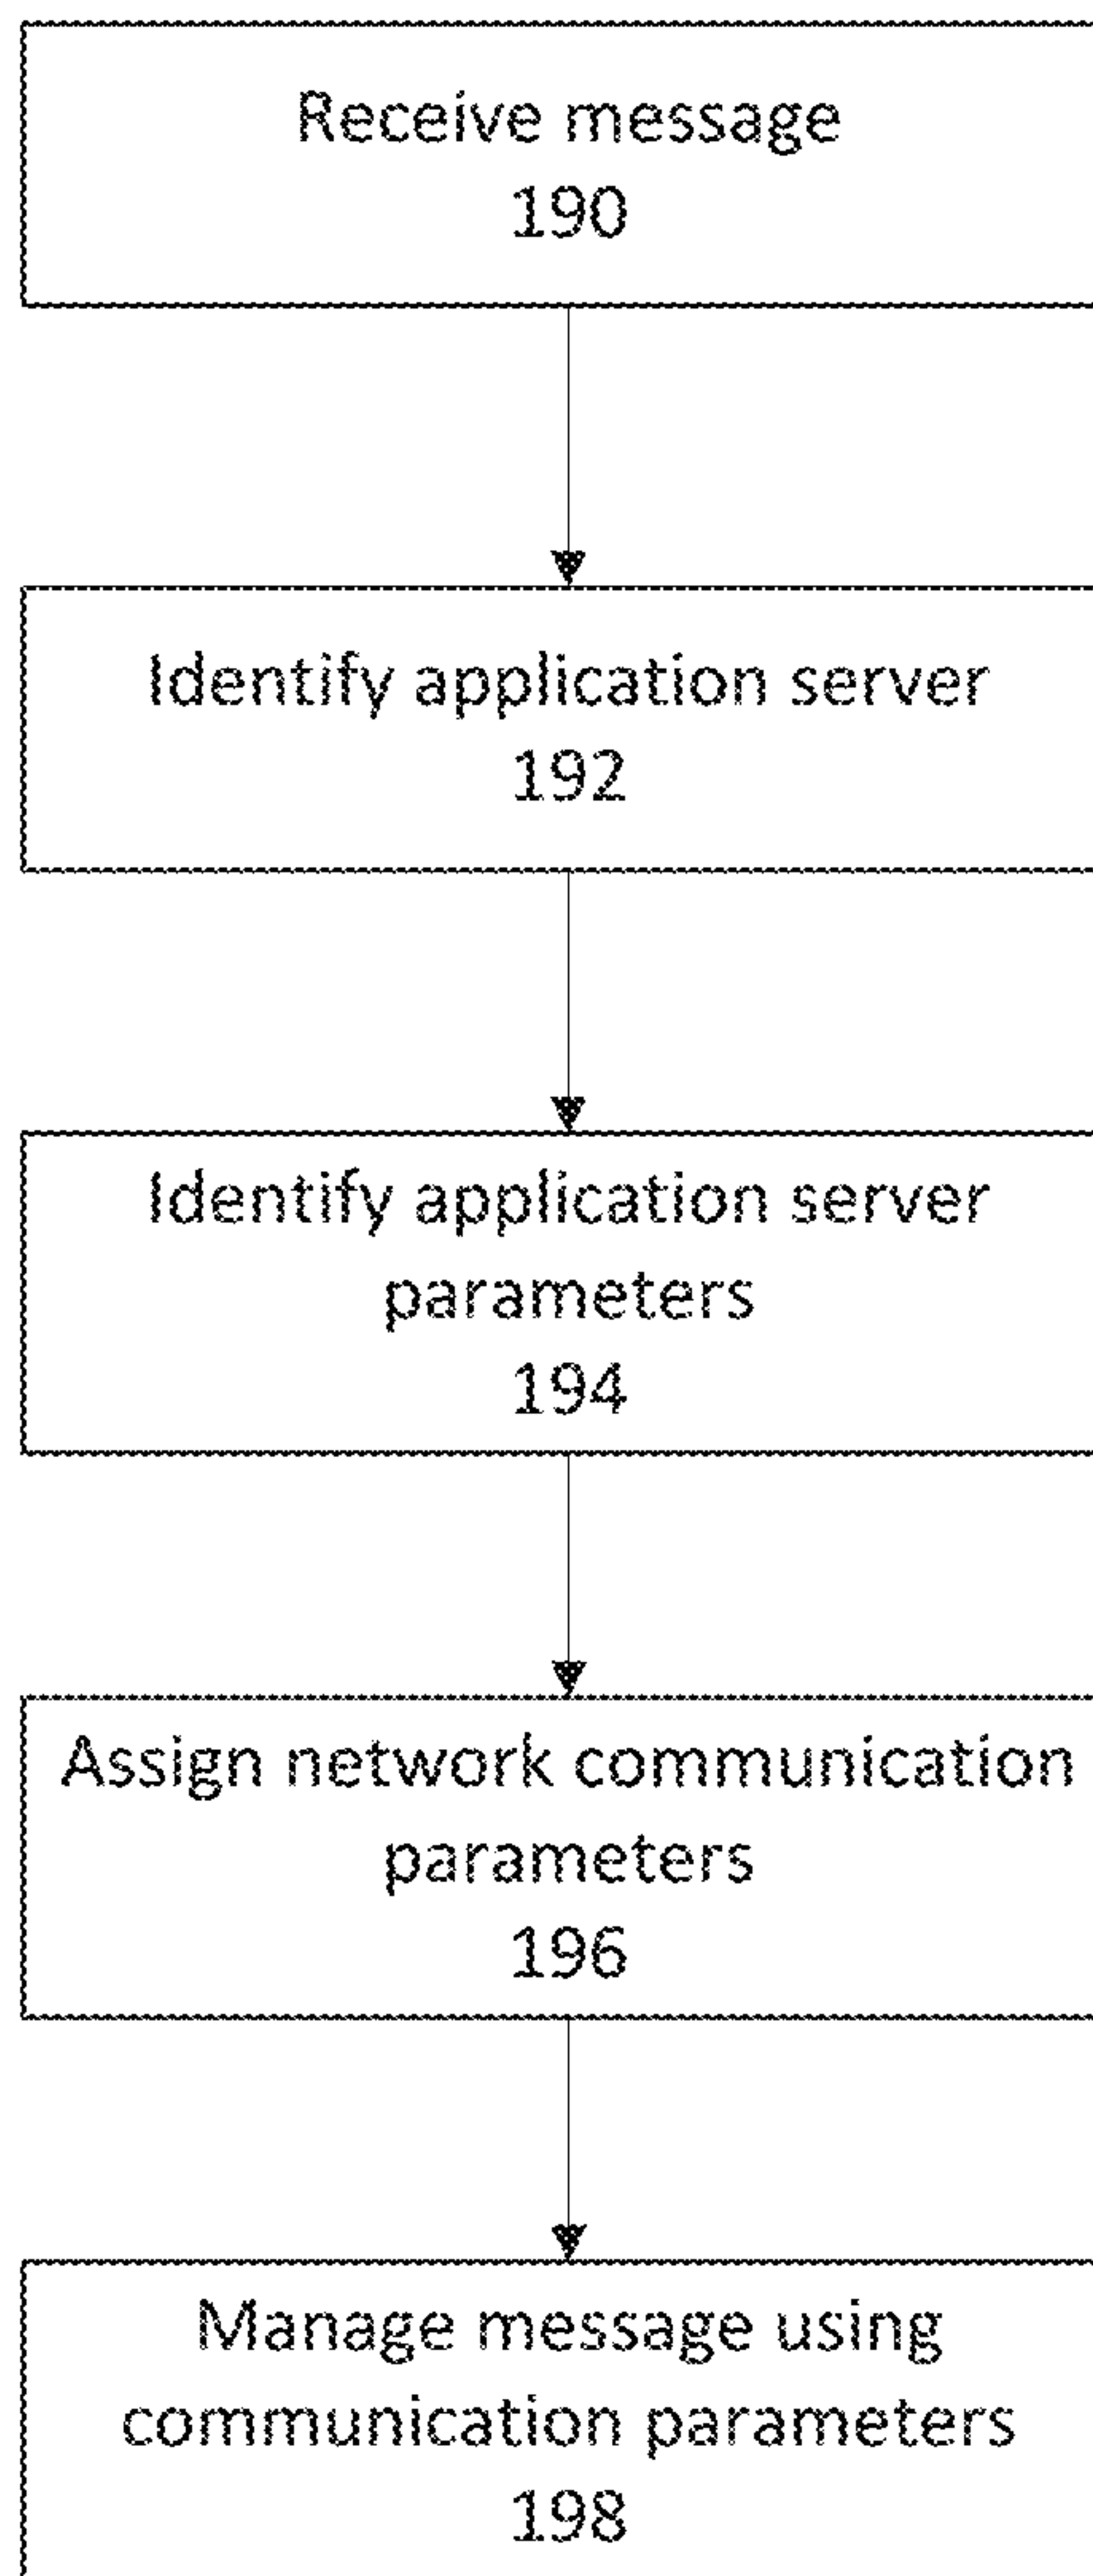 Receive message
190
Identify application server
192
Identify application server
parameters
194
Assign network communication
parameters
196
Manage message using
communication parameters
198